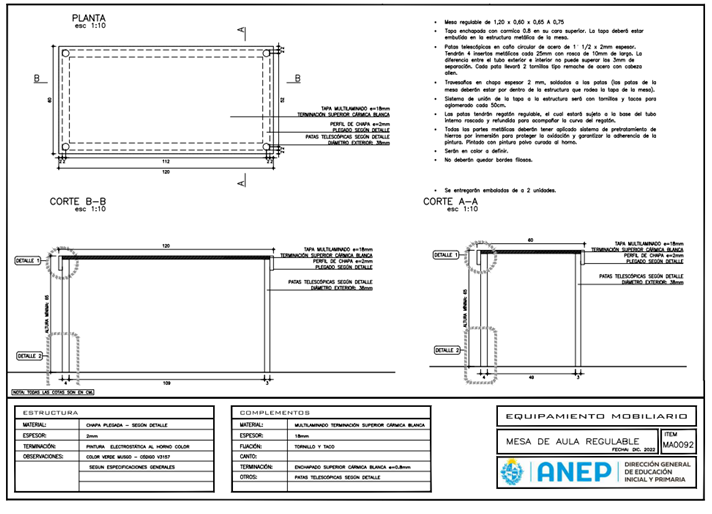 PLANTA
esc 1:10
A
B
B
60
52
2 2
2 2
112
120
A
TAPA MULTILAMINADO e=18mm
TERMINACIÓN SUPERIOR CÁRMICA BLANCA
PERFIL DE CHAPA e=2mm
PLEGADO SEGÚN DETALLE
PATAS TELESCÓPICAS SEGÚN DETALLE
DIÁMETRO EXTERIOR: 38mm
• Mesa regulable de 1,20 x 0,60 x 0,65 A 0,75
• Tapa enchapada con carmica 0.8 en su cara superior. La tapa deberá estar
embutida en la estructura metálica de la mesa.
• Patas telescópicas en caño circular de acero de 1" 1/2 x 2mm espesor.
Tendrán 4 insertos metálicos cada 25mm con rosca de 10mm de largo. La
diferencia entre el tubo exterior e interior no puede superar los 3mm de
separación. Cada pata llevará 2 tornillos tipo remache de acero con cabeza
allen.
• Travesaños en chapa espesor 2 mm, soldados a las patas (las patas de la
mesa deberán estar por dentro de la estructura que rodea la tapa de la mesa).
• Sistema de unión de la tapa a la estructura será con tornillos y tacos para
aglomerado cada 50cm.
• Las patas tendrán regatón regulable, el cual estará sujeto a la base del tubo
interno roscado y refundida para acompañar la curva del regatón.
• Todas las partes metálicas deberán tener aplicado sistema de pretratamiento de
hierros por inmersión para proteger la oxidación y garantizar la adherencia de la
pintura. Pintado con pintura polvo curada al horno.
• Serán en color a definir.
• No deberán quedar bordes filosos.
• Se entregarán embaladas de a 2 unidades.
CORTE B-B
esc 1:10
120
DETALLE 1
ALTURA MÍNIMA: 65
DETALLE 2
4
109
3
TAPA MULTILAMINADO e=18mm
TERMINACIÓN SUPERIOR CÁRMICA BLANCA
PERFIL DE CHAPA e=2mm
PLEGADO SEGÚN DETALLE
PATAS TELESCÓPICAS SEGÚN DETALLE
DIÁMETRO EXTERIOR: 38mm
NOTA: TODAS LAS COTAS SON EN CM.
CORTE A-A
esc 1:10
60
DETALLE 1
ALTURA MÍNIMA: 65
DETALLE 2
4
3
TAPA MULTILAMINADO e=18mm
TERMINACIÓN SUPERIOR CÁRMICA BLANCA
PERFIL DE CHAPA e=2mm
PLEGADO SEGÚN DETALLE
PATAS TELESCÓPICAS SEGÚN DETALLE
DIÁMETRO EXTERIOR: 38mm
ESTRUCTURA
MATERIAL: CHAPA PLEGADA - SEGÚN DETALLE
ESPESOR: 2mm
TERMINACIÓN: PINTURA ELECTROSTÁTICA AL HORNO COLOR
OBSERVACIONES: COLOR VERDE MUSGO - CÓDIGO V3157
SEGUN ESPECIFICACIONES GENERALES
COMPLEMENTOS
MATERIAL: MULTILAMINADO TERMINACIÓN SUPERIOR CÁRMICA BLANCA
ESPESOR: 18mm
FIJACIÓN: TORNILLO Y TACO
CANTO:
TERMINACIÓN: ENCHAPADO SUPERIOR CÁRMICA BLANCA e=0.8mm
OTROS: PATAS TELESCÓPICAS SEGÚN DETALLE
EQUIPAMIENTO MOBILIARIO
MESA DE AULA REGULABLE
FECHA: DIC. 2022
ITEM
MA0092
ANEP
DIRECCIÓN GENERAL
DE EDUCACIÓN
INICIAL Y PRIMARIA